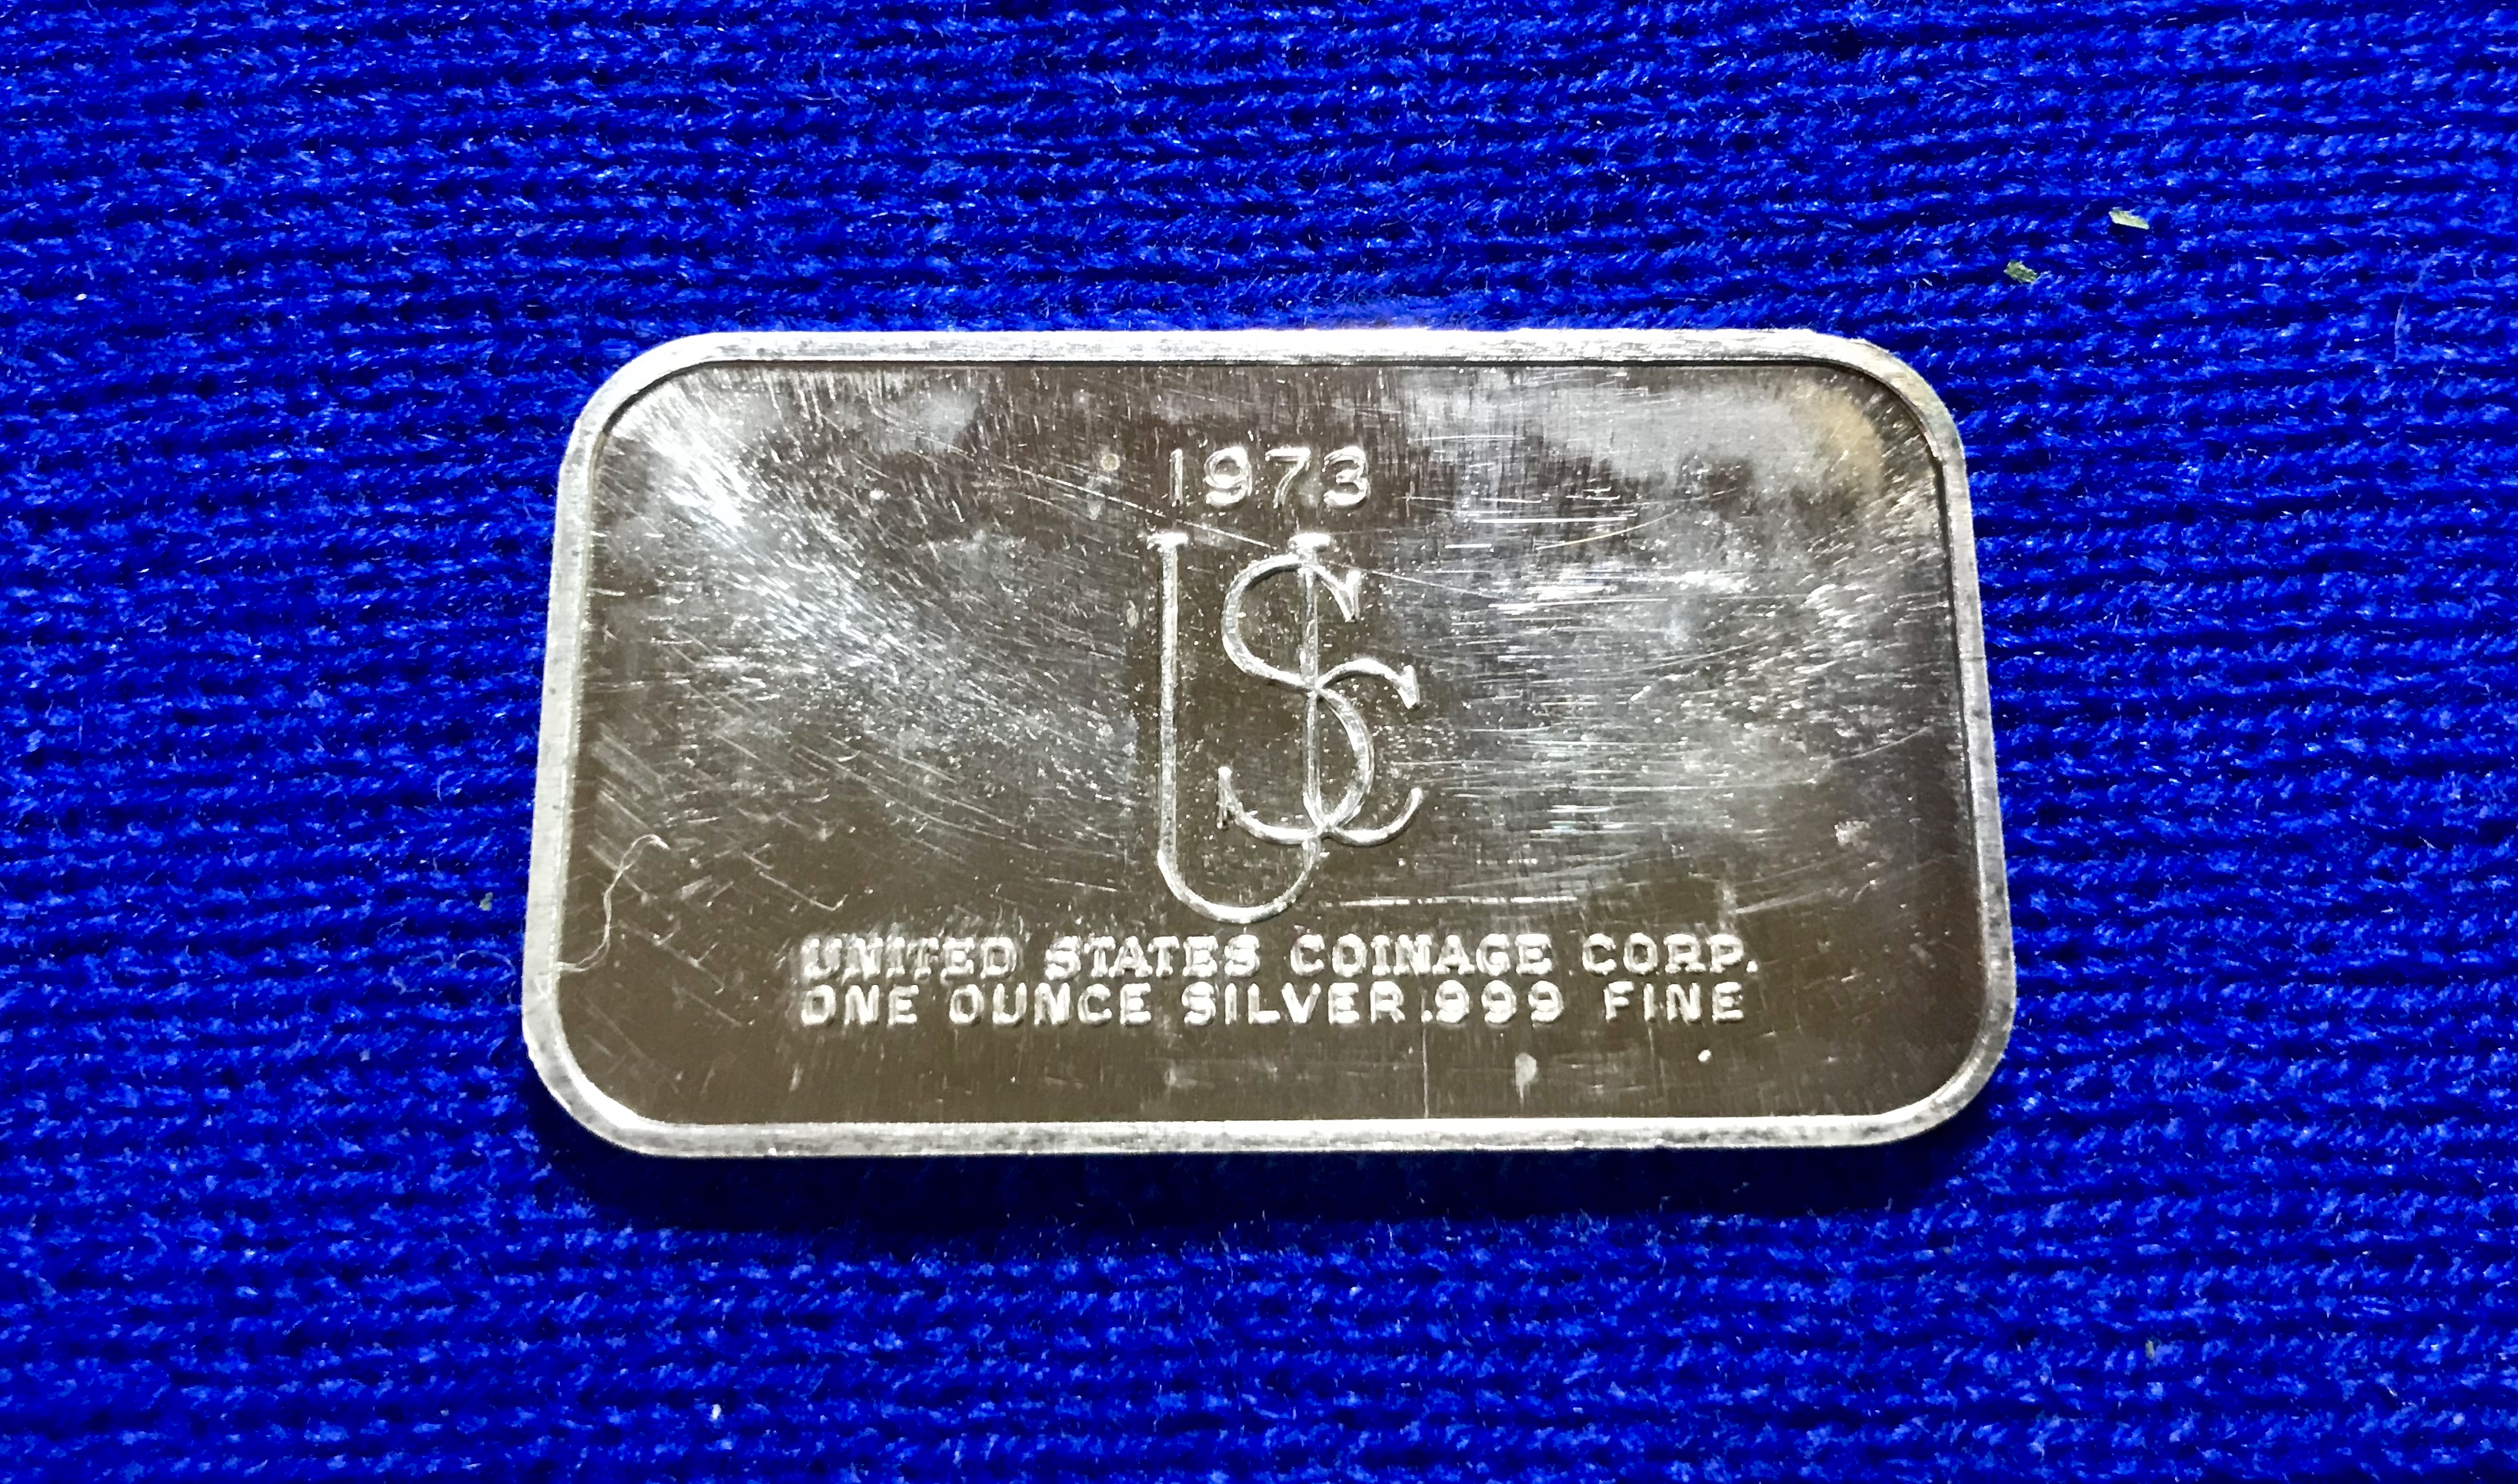 1973
USC
UNITED STATES COINAGE CORP.
ONE OUNCE SILVER .999 FINE